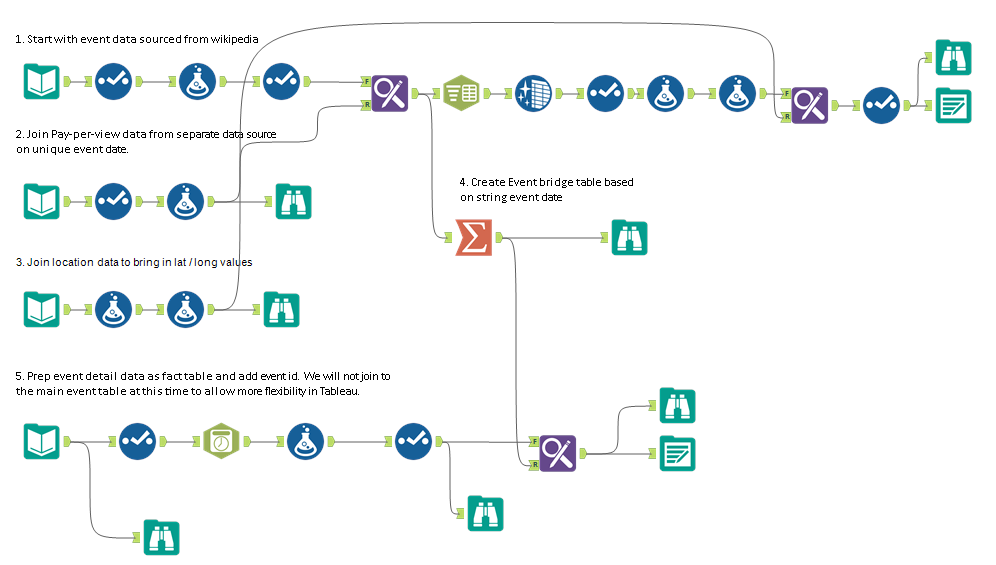 1. Start with event data sourced from wikipedia
F
R
F
R
2. Join Pay-per-view data from separate data source
on unique event date.
4. Create Event bridge table based
on string event date
3. Join location data to bring in lat / long values
5. Prep event detail data as fact table and add event id. We will not join to
the main event table at this time to allow more flexibility in Tableau.
F
R